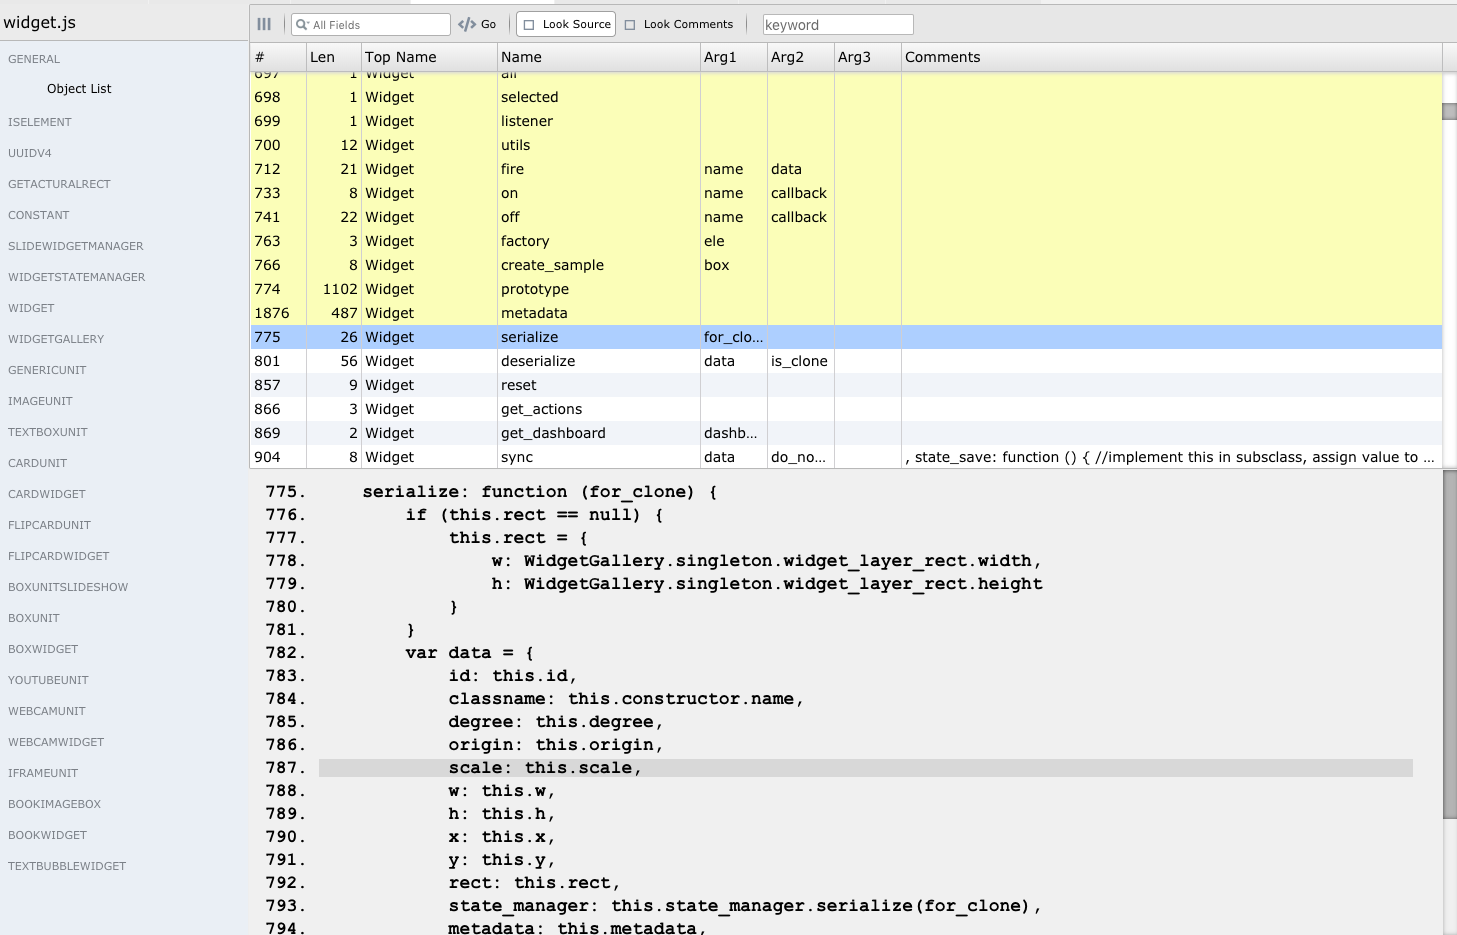 widget.js
All Fields
Go
Look Source
Look Comments
keyword
GENERAL
Object List
ISELEMENT
UUIDV4
GETACTURALRECT
CONSTANT
SLIDEWIDGETMANAGER
WIDGETSTATEMANAGER
WIDGET
WIDGETGALLERY
GENERICUNIT
IMAGEUNIT
TEXTBOXUNIT
CARDUNIT
CARDWIDGET
FLIPCARDUNIT
FLIPCARDWIDGET
BOXUNITSLIDESHOW
BOXUNIT
BOXWIDGET
YOUTUBEUNIT
WEBCAMUNIT
WEBCAMWIDGET
IFRAMEUNIT
BOOKIMAGEBOX
BOOKWIDGET
TEXTBUBBLEWIDGET
# Len Top Name Name Arg1 Arg2 Arg3 Comments
697 1 Widget all
698 1 Widget selected
699 1 Widget listener
700 12 Widget utils
712 21 Widget fire name data
733 8 Widget on name callback
741 22 Widget off name callback
763 3 Widget factory ele
766 8 Widget create_sample box
774 1102 Widget prototype
1876 487 Widget metadata
775 26 Widget serialize for_clo...
801 56 Widget deserialize data is_clone
857 9 Widget reset
866 3 Widget get_actions
869 2 Widget get_dashboard dashb...
904 8 Widget sync data do_no... , state_save: function () { //implement this in subclass, assign value to ...
775. serialize: function (for_clone) {
776. if (this.rect == null) {
777. this.rect = {
778. w: WidgetGallery.singleton.widget_layer_rect.width,
779. h: WidgetGallery.singleton.widget_layer_rect.height
780. }
781. }
782. var data = {
783. id: this.id,
784. classname: this.constructor.name,
785. degree: this.degree,
786. origin: this.origin,
787. scale: this.scale,
788. w: this.w,
789. h: this.h,
790. x: this.x,
791. y: this.y,
792. rect: this.rect,
793. state_manager: this.state_manager.serialize(for_clone),
794. metadata: this.metadata,